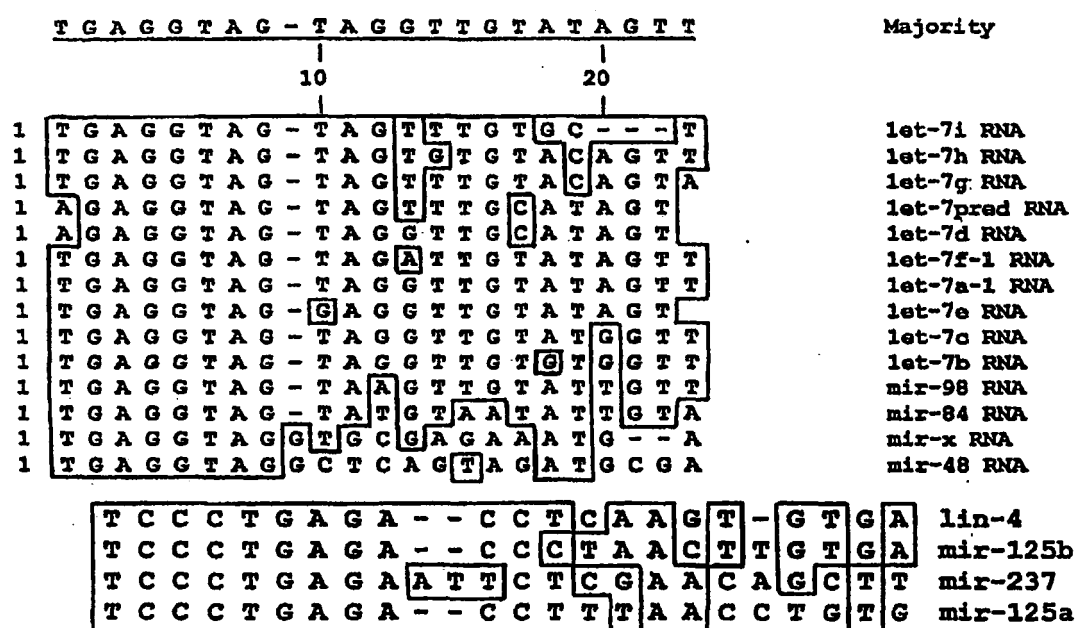 T G A G G T A G - T A G G T T G T A T A G T T Majority
10 20
1 T G A G G T A G - T A G T T T G T G C - - - T let-7i RNA
1 T G A G G T A G - T A G T G T G T A C A G T T let-7h RNA
1 T G A G G T A G - T A G T T T G T A C A G T A let-7g RNA
1 A G A G G T A G - T A G T T T G C A T A G T let-7pred RNA
1 A G A G G T A G - T A G G T T G C A T A G T let-7d RNA
1 T G A G G T A G - T A G A T T G T A T A G T T let-7f-1 RNA
1 T G A G G T A G - T A G G T T G T A T A G T T let-7a-1 RNA
1 T G A G G T A G - G A G G T T G T A T A G T let-7e RNA
1 T G A G G T A G - T A G G T T G T A T G G T T let-7c RNA
1 T G A G G T A G - T A G G T T G T G T G G T T let-7b RNA
1 T G A G G T A G - T A A G T T G T A T T G T T mir-98 RNA
1 T G A G G T A G - T A T G T A A T A T T G T A mir-84 RNA
1 T G A G G T A G G T G C G A G A A A T G - - A mir-x RNA
1 T G A G G T A G G C T C A G T A G A T G C G A mir-48 RNA
T C C C T G A G A - - C C T C A A G T - G T G A lin-4
T C C C T G A G A - - C C C T A A C T T G T G A mir-125b
T C C C T G A G A A T T C T C G A A C A G C T T mir-237
T C C C T G A G A - - C C T T T A A C C T G T G mir-125a